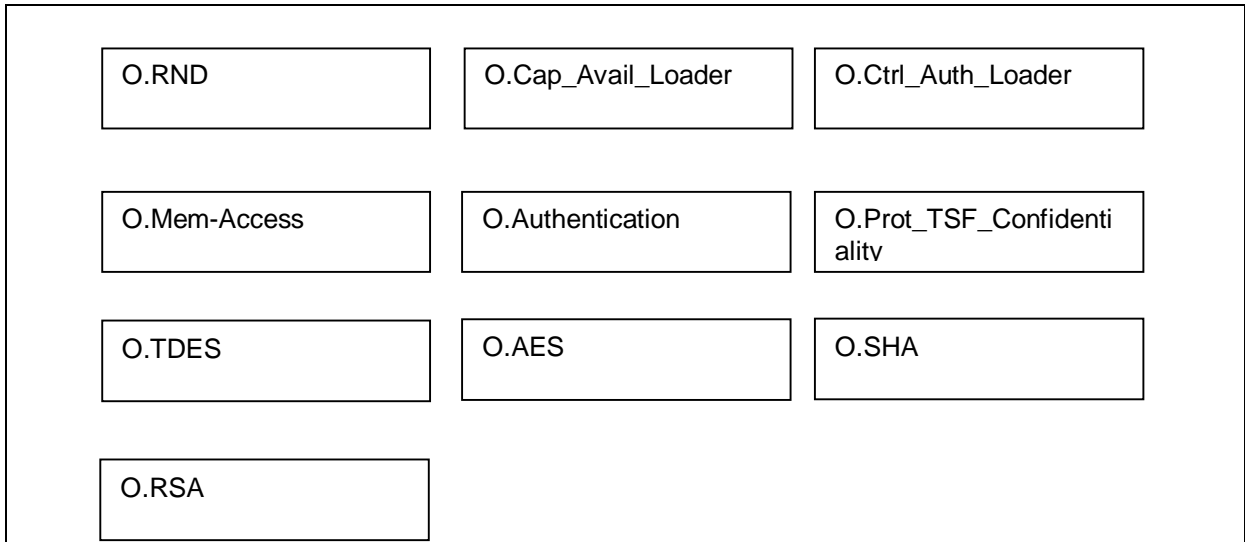 O.RND
O.Cap_Avail_Loader
O.Ctrl_Auth_Loader
O.Mem-Access
O.Authentication
O.Prot_TSF_Confidenti
ality
O.TDES
O.AES
O.SHA
O.RSA